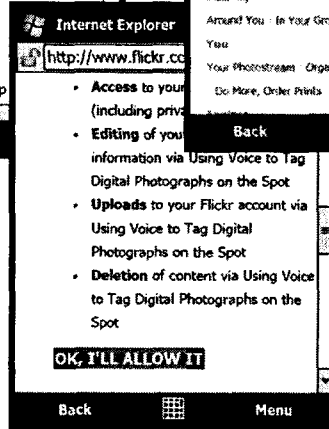 Internet Explorer
http://www.flickr.co
Access to your
(including priva
Editing of you
information via Using Voice to Tag
Digital Photographs on the Spot
Uploads to your Flickr account via
Using Voice to Tag Digital
Photographs on the Spot
Deletion of content via Using Voice
to Tag Digital Photographs on the
Spot
OK, I'LL ALLOW IT
Back
Menu
Around You - In Your Gro
You
Your Photostream - Orga
Do More, Order Prints
Back